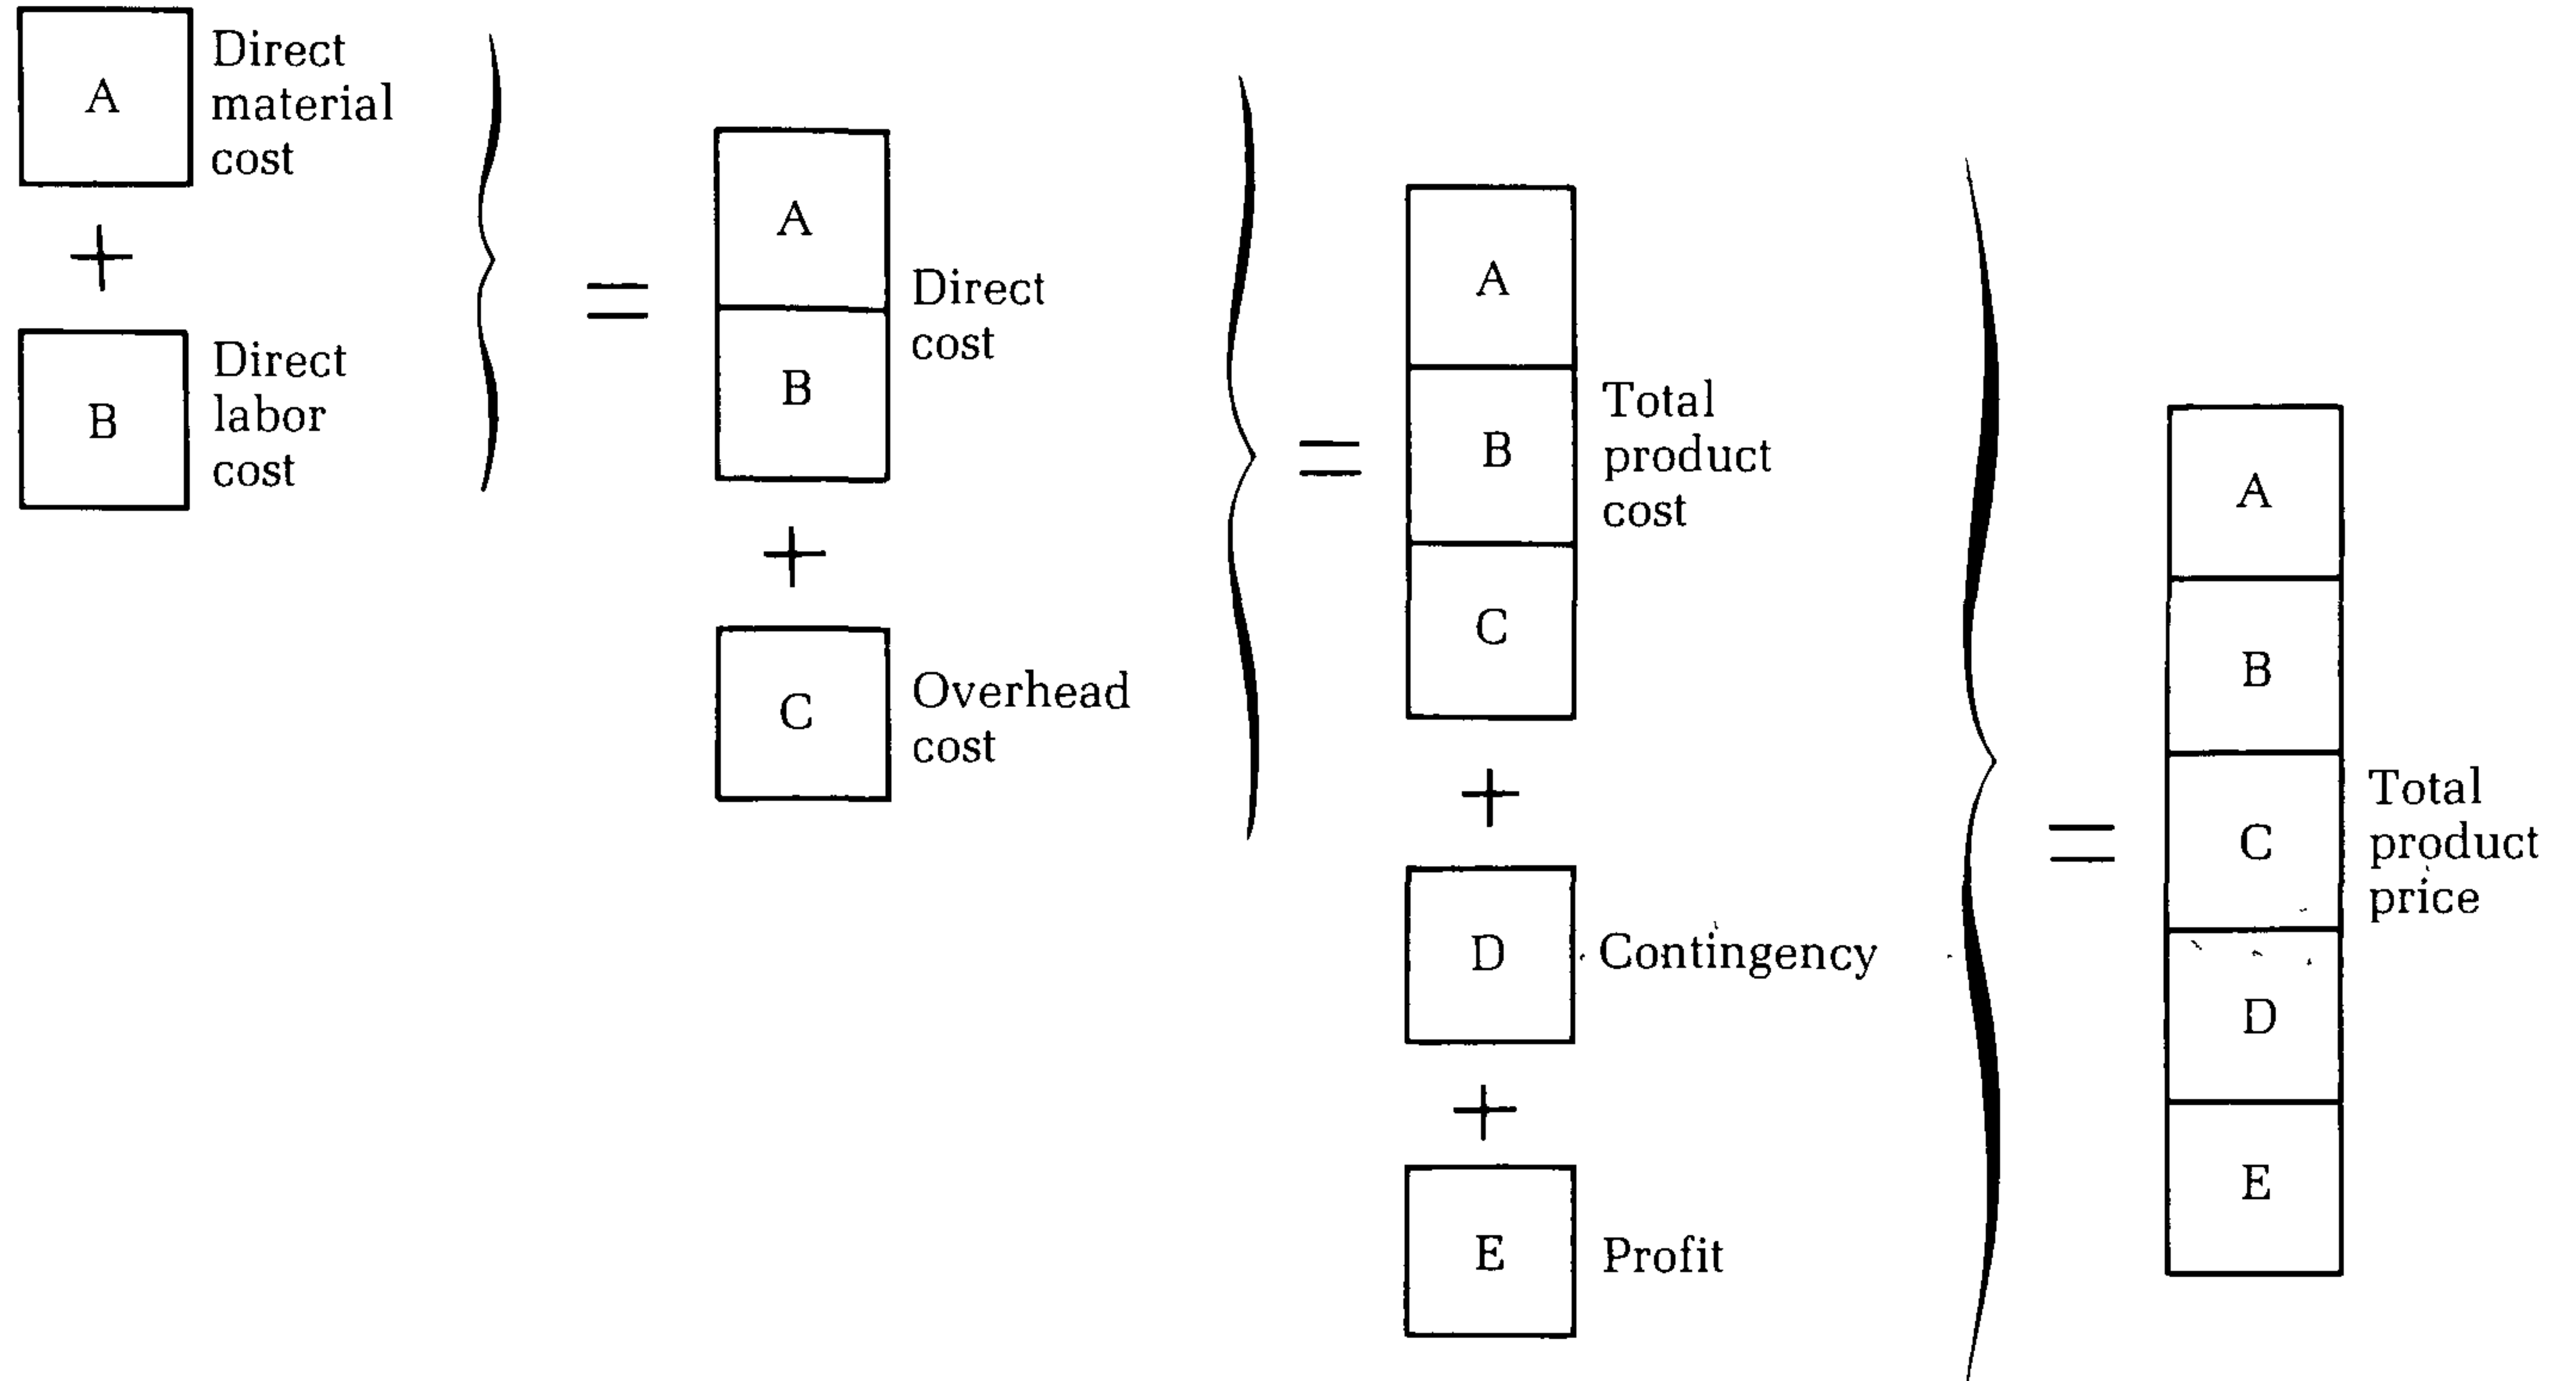 A
Direct
material
cost
+
B
Direct
labor
cost
=
A
B
Direct
cost
+
C
Overhead
cost
=
A
B
C
Total
product
cost
+
D
Contingency
+
E
Profit
=
A
B
C
D
E
Total
product
price